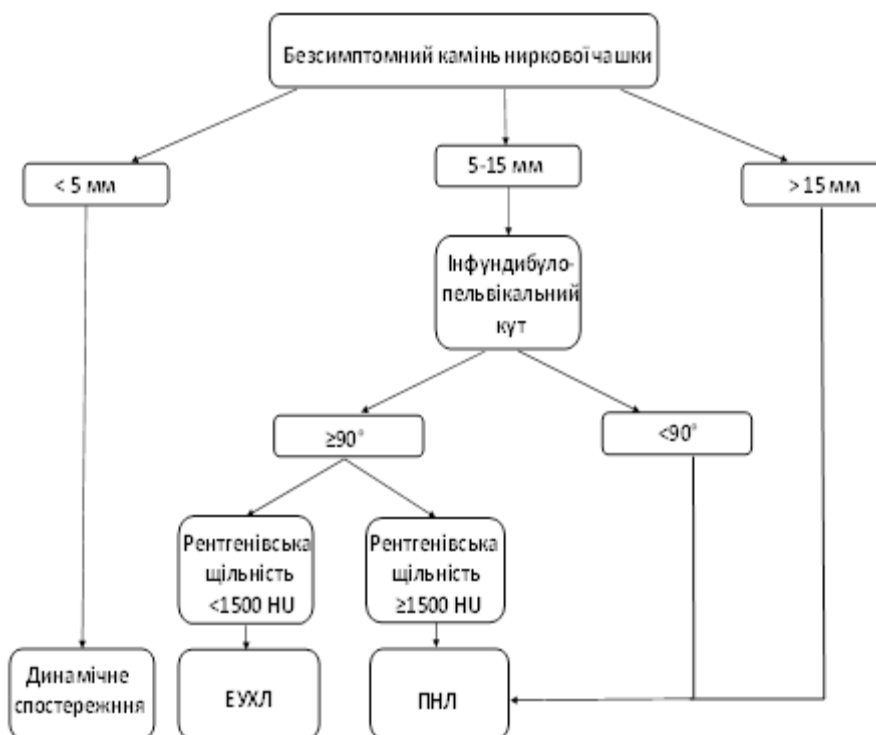 Безсимптомний камінь ниркової чашки
< 5 мм
5-15 мм
> 15 мм
Інфундибуло-
пельвікальний
кут
≥90°
<90°
Рентгенівська
щільність
<1500 HU
Рентгенівська
щільність
≥1500 HU
Динамічне
спостережння
ЕУХЛ
ПНЛ